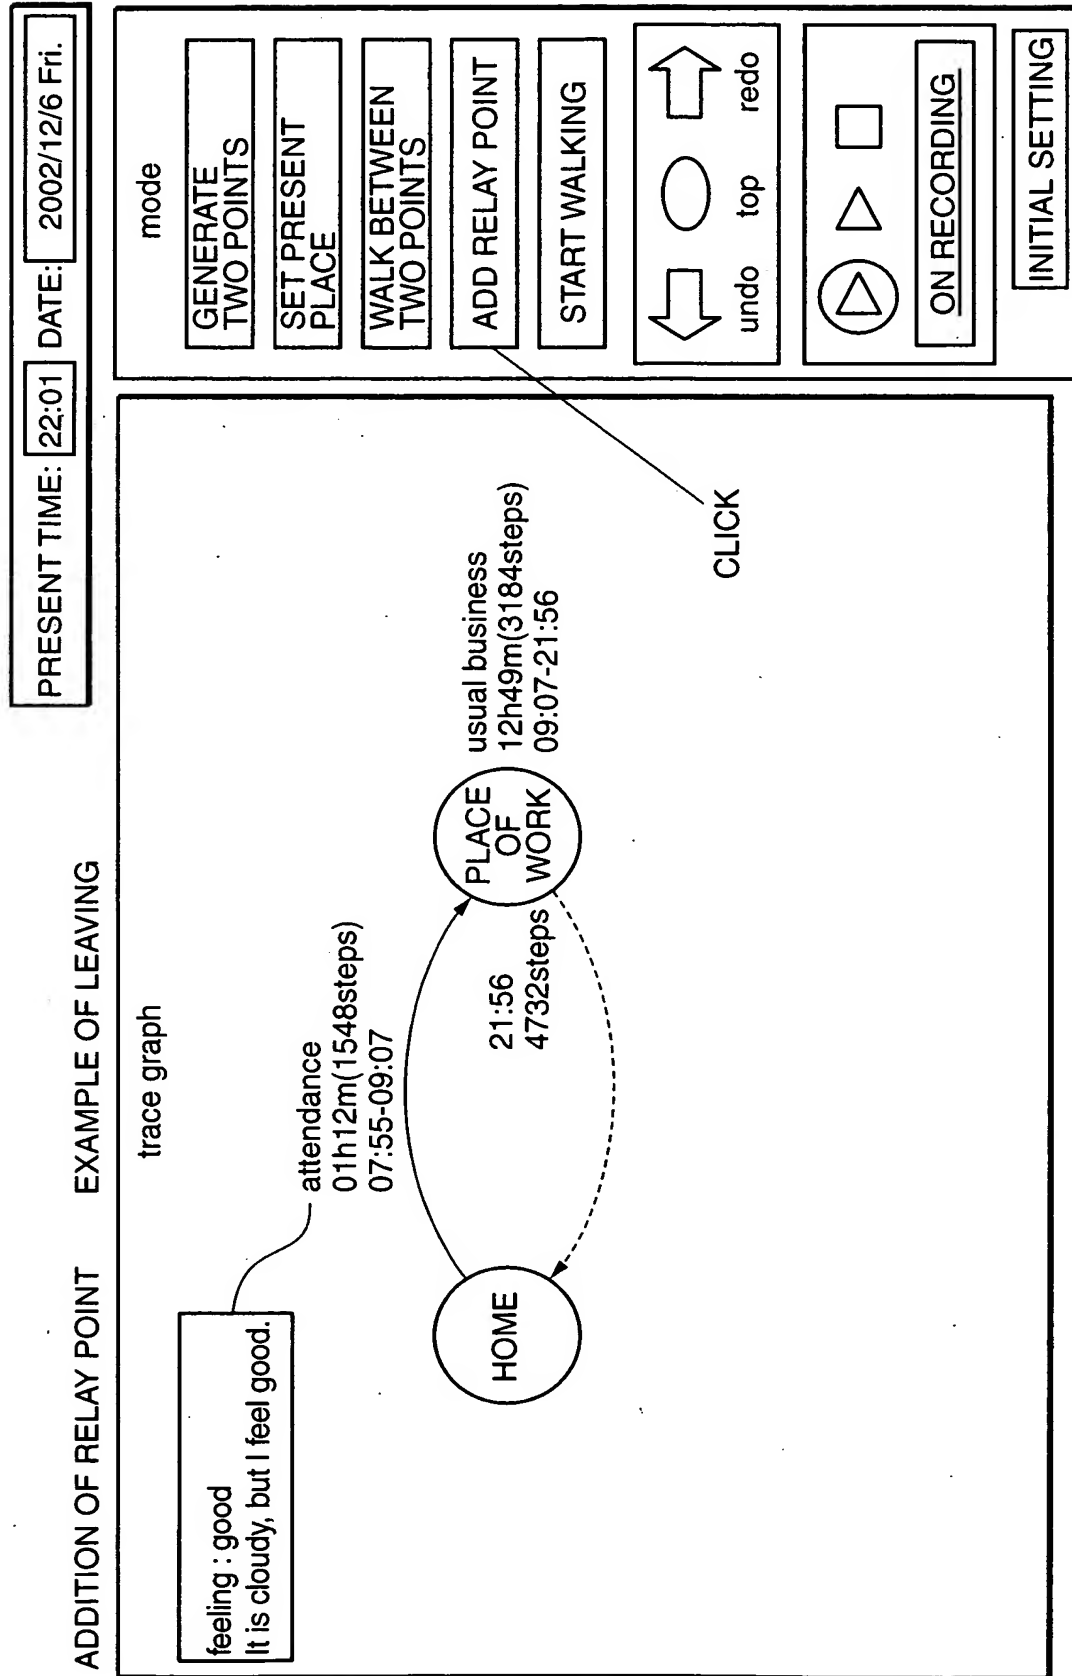 PRESENT TIME: 22:01 DATE: 2002/12/6 Fri.
ADDITION OF RELAY POINT EXAMPLE OF LEAVING
trace graph
feeling : good
It is cloudy, but I feel good.
attendance
01h12m(1548steps)
07:55-09:07
HOME
PLACE
OF
WORK
usual business
12h49m(3184steps)
09:07-21:56
21:56
4732steps
CLICK
mode
GENERATE
TWO POINTS
SET PRESENT
PLACE
WALK BETWEEN
TWO POINTS
ADD RELAY POINT
START WALKING
undo top redo
ON RECORDING
INITIAL SETTING